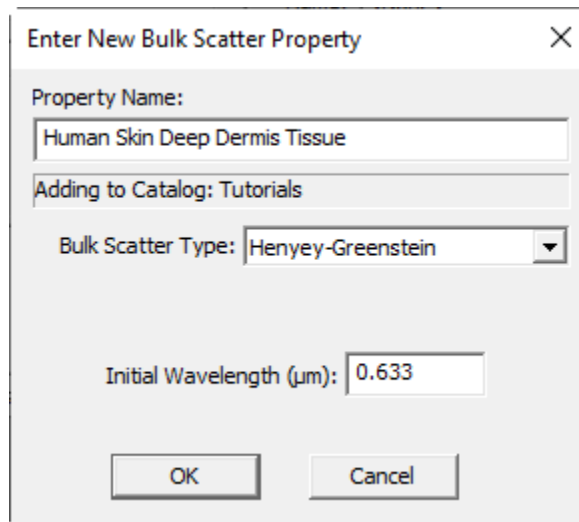 Enter New Bulk Scatter Property
Property Name:
Human Skin Deep Dermis Tissue
Adding to Catalog: Tutorials
Bulk Scatter Type: Henyey-Greenstein
Initial Wavelength (µm): 0.633
OK Cancel